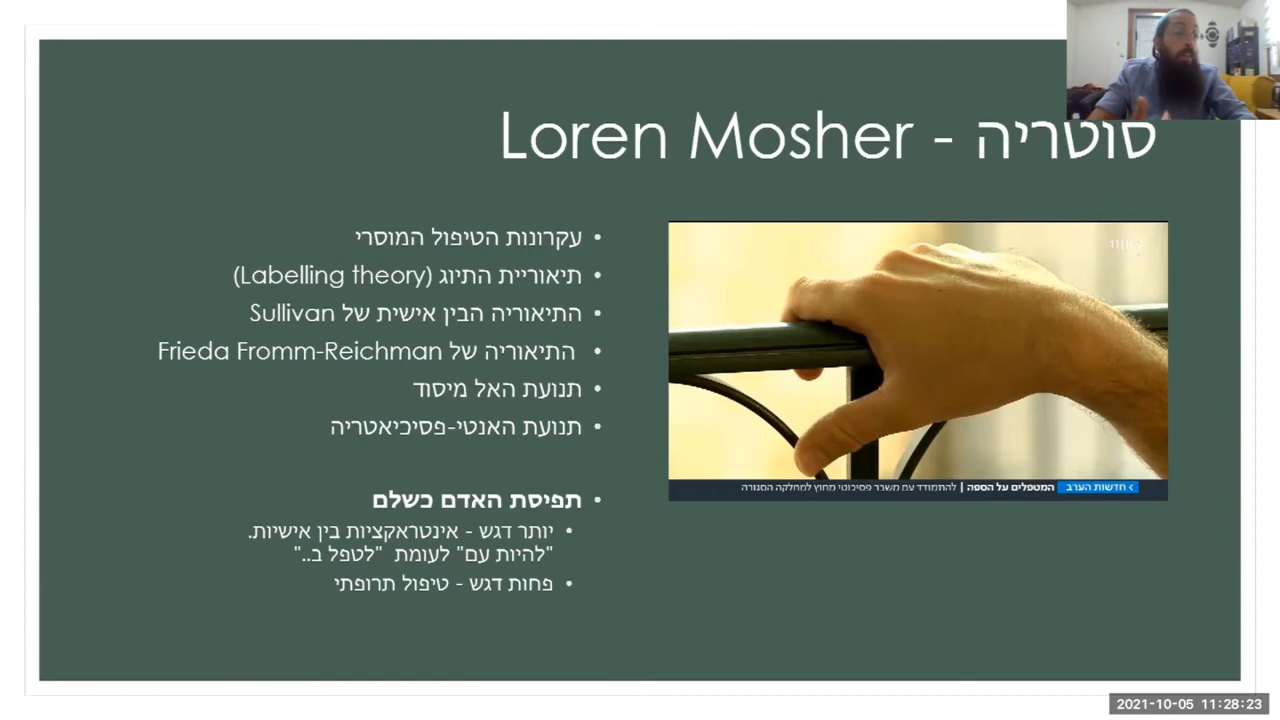 סוטריה - Loren Mosher
• עקרונות הטיפול המוסרי
• תיאוריית התיוג (Labelling theory)
• התיאוריה הבין אישית של Sullivan
• התיאוריה של Frieda Fromm-Reichman
• תנועת האל מיסוד
• תנועת האנטי-פסיכיאטריה
• תפיסת האדם כשלם
• יותר דגש - אינטראקציות בין אישיות.
"להיות עם" לעומת "לטפל ב.."
• פחות דגש - טיפול תרופתי
חדשות הערב המטפלים על הספה | להתמודד עם משבר פסיכוטי מחוץ למחלקה הסגורה
2021-10-05 11:28:23